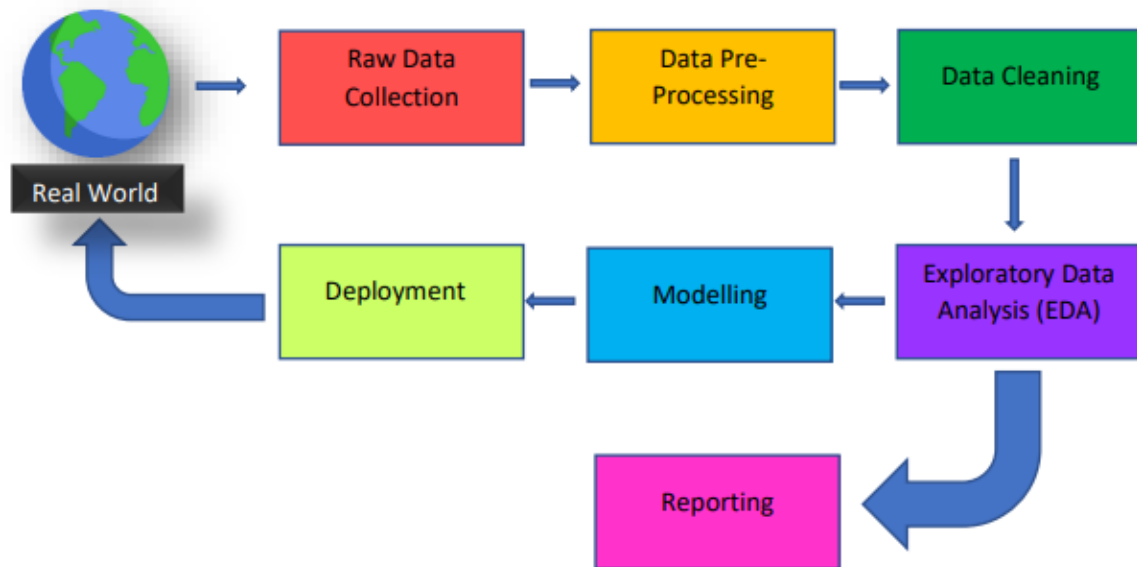 Raw Data
Collection
Data Pre-
Processing
Data Cleaning
Real World
Deployment
Modelling
Exploratory Data
Analysis (EDA)
Reporting